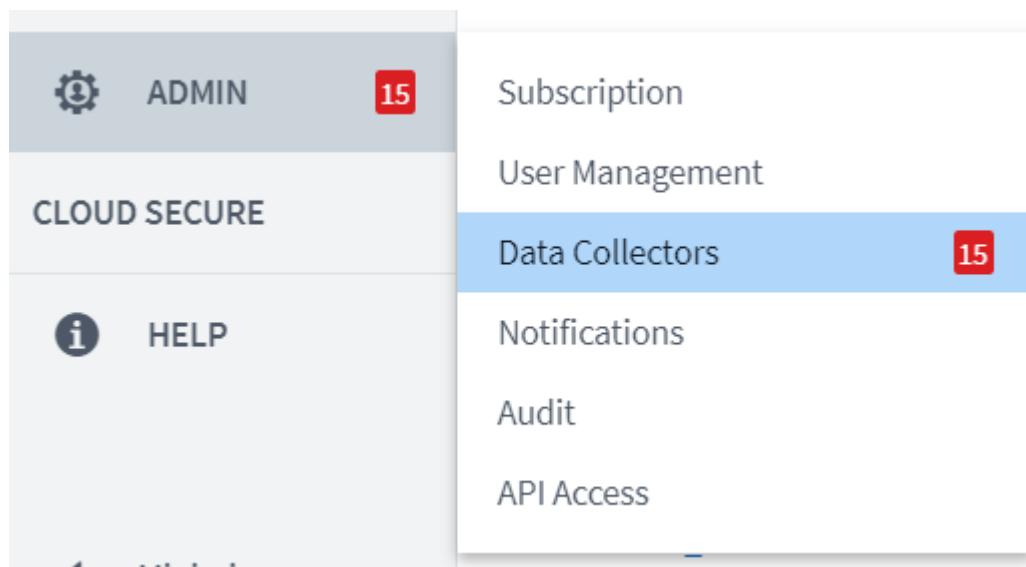 ADMIN 15
CLOUD SECURE
HELP
Subscription
User Management
Data Collectors 15
Notifications
Audit
API Access